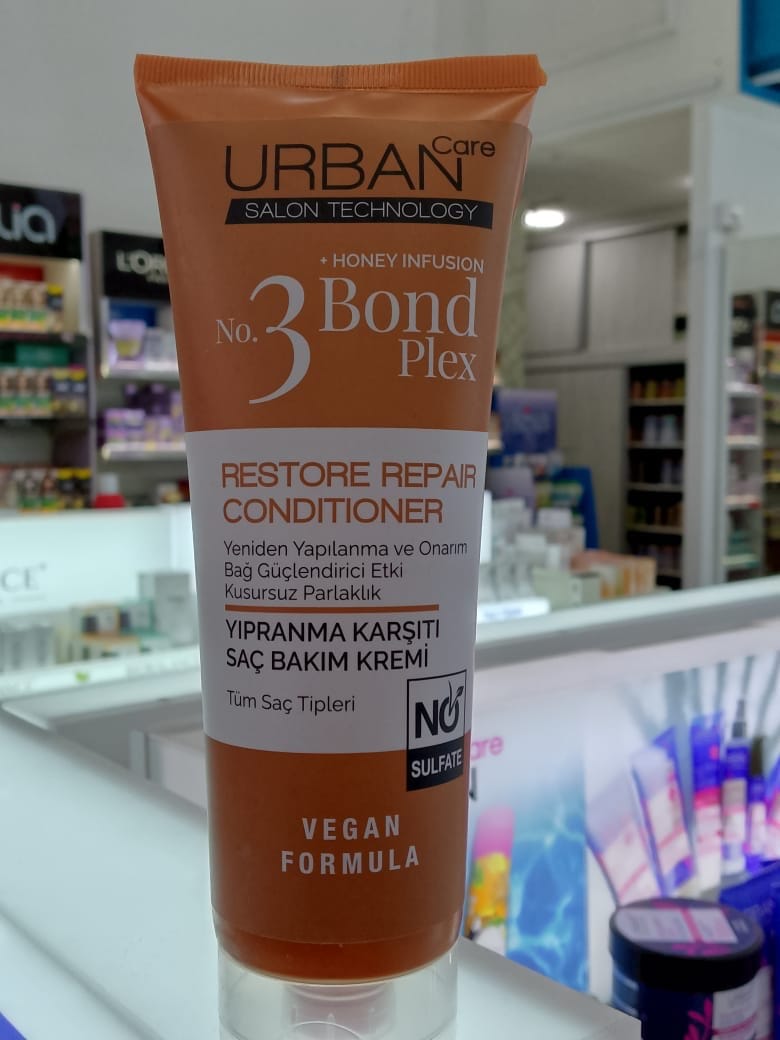 URBAN Care
SALON TECHNOLOGY
+ HONEY INFUSION
No.3 Bond
Plex
RESTORE REPAIR
CONDITIONER
Yeniden Yapılanma ve Onarım
Bağ Güçlendirici Etki
Kusursuz Parlaklık
YIPRANMA KARŞITI
SAÇ BAKIM KREMİ
Tüm Saç Tipleri
NO
SULFATE
VEGAN
FORMULA